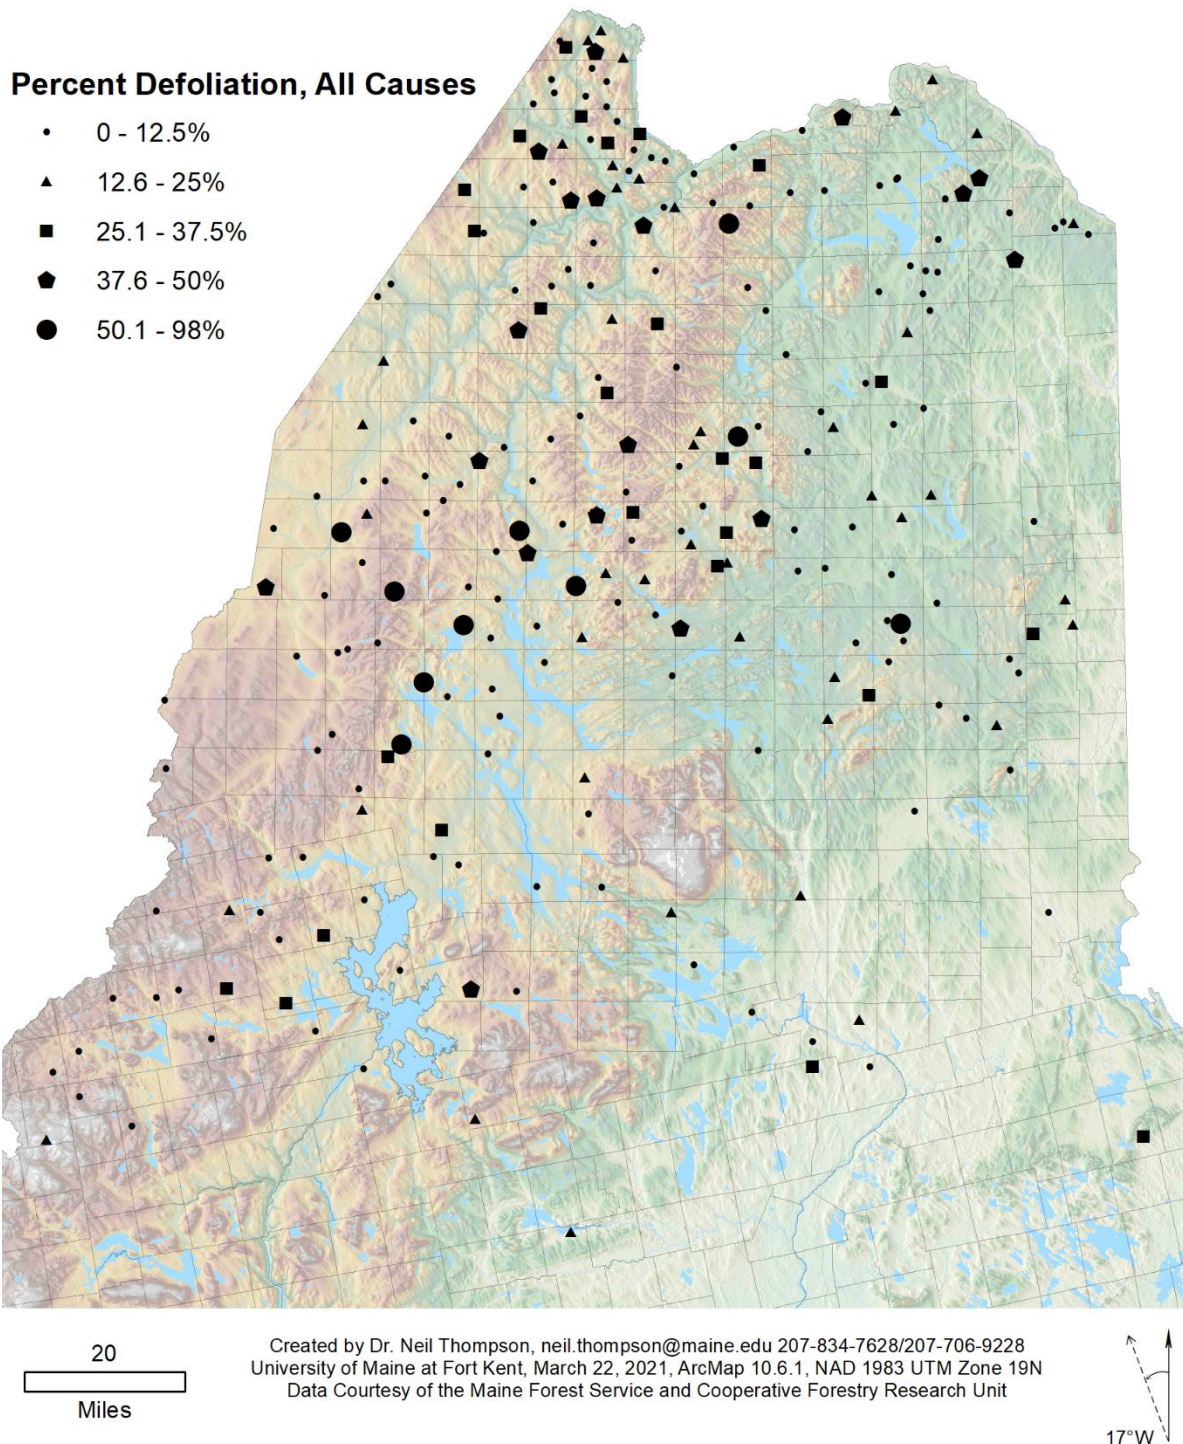 Percent Defoliation, All Causes
0 - 12.5%
12.6 - 25%
25.1 - 37.5%
37.6 - 50%
50.1 - 98%
20
Miles
Created by Dr. Neil Thompson, neil.thompson@maine.edu 207-834-7628/207-706-9228
University of Maine at Fort Kent, March 22, 2021, ArcMap 10.6.1, NAD 1983 UTM Zone 19N
Data Courtesy of the Maine Forest Service and Cooperative Forestry Research Unit
17°W